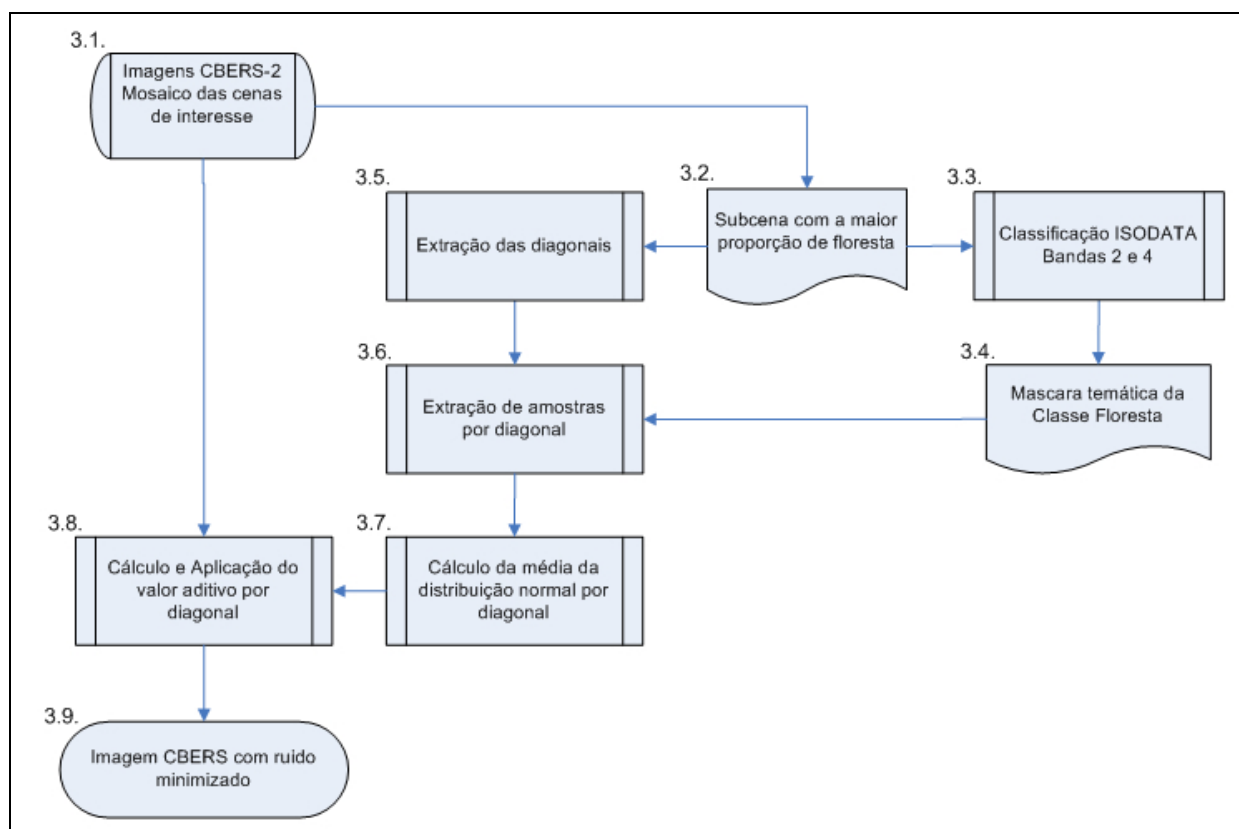 3.1.
Imagens CBERS-2
Mosaico das cenas
de interesse
3.2.
Subcena com a maior
proporção de floresta
3.3.
Classificação ISODATA
Bandas 2 e 4
3.4.
Mascara temática da
Classe Floresta
3.5.
Extração das diagonais
3.6.
Extração de amostras
por diagonal
3.7.
Cálculo da média da
distribuição normal por
diagonal
3.8.
Cálculo e Aplicação do
valor aditivo por
diagonal
3.9.
Imagem CBERS com ruido
minimizado